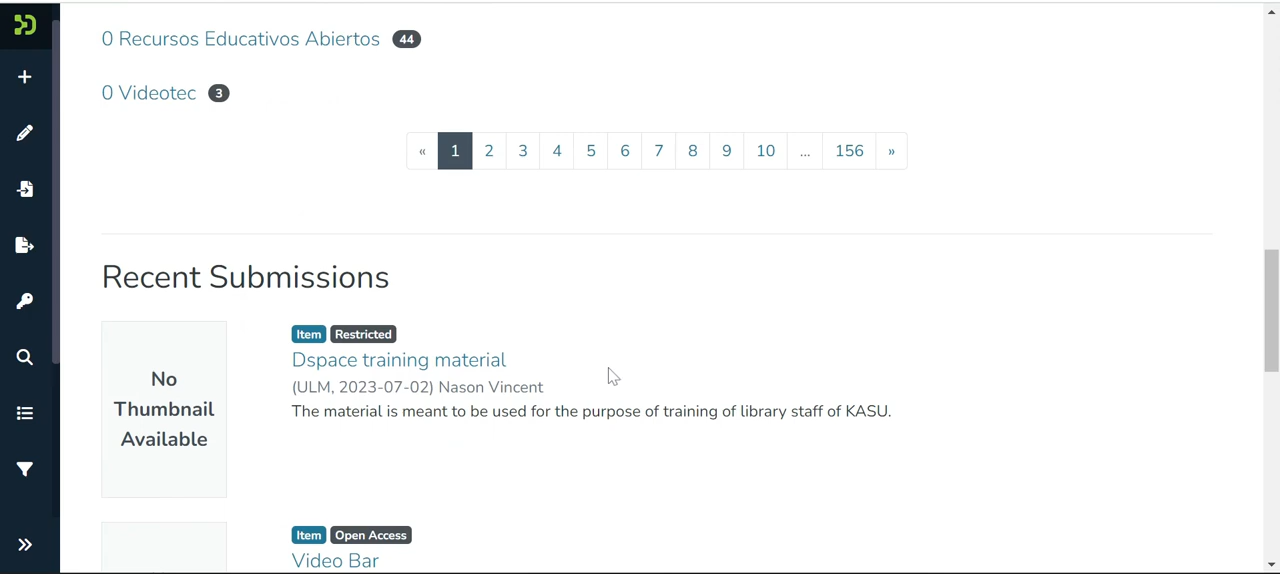 0 Recursos Educativos Abiertos 44
0 Videotec 3
« 1 2 3 4 5 6 7 8 9 10 ... 156 »
Recent Submissions
No
Thumbnail
Available
Item Restricted
Dspace training material
(ULM, 2023-07-02) Nason Vincent
The material is meant to be used for the purpose of training of library staff of KASU.
Item Open Access
Video Bar